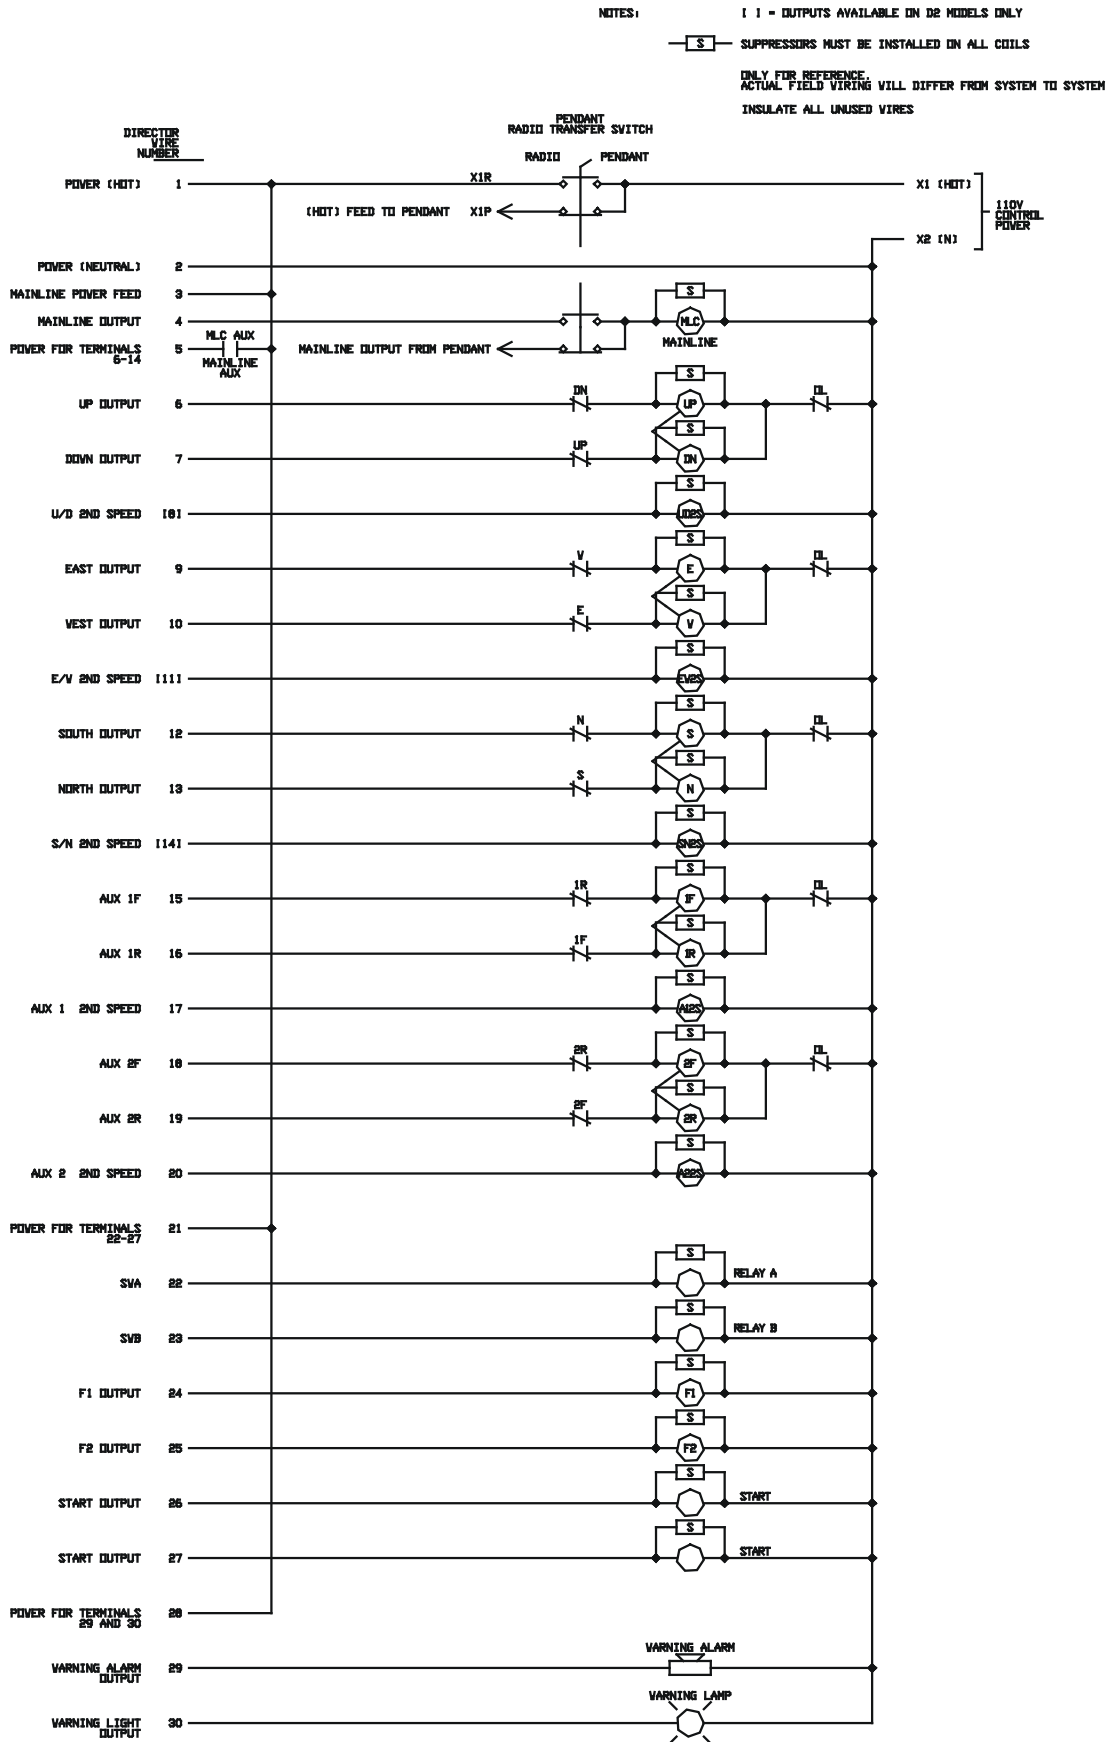 NOTES:
[ ] = OUTPUTS AVAILABLE ON D2 MODELS ONLY
S
SUPPRESSORS MUST BE INSTALLED ON ALL COILS
ONLY FOR REFERENCE.
ACTUAL FIELD WIRING WILL DIFFER FROM SYSTEM TO SYSTEM
INSULATE ALL UNUSED WIRES
DIRECTOR
WIRE
NUMBER
PENDANT
RADIO TRANSFER SWITCH
RADIO
PENDANT
POWER (HOT) 1
X1R
X1 (HOT)
(HOT) FEED TO PENDANT X1P
110V
CONTROL
POWER
X2 (N)
POWER (NEUTRAL) 2
MAINLINE POWER FEED 3
S
MAINLINE OUTPUT 4
MLC
MAINLINE
MLC AUX
POWER FOR TERMINALS 5
6-14
MAINLINE
AUX
MAINLINE OUTPUT FROM PENDANT
S
UP OUTPUT 6
DN
UP
OL
S
DOWN OUTPUT 7
UP
DN
S
U/D 2ND SPEED [8]
UD2S
S
EAST OUTPUT 9
W
E
OL
S
WEST OUTPUT 10
E
W
S
E/W 2ND SPEED [11]
EW2S
S
SOUTH OUTPUT 12
N
S
OL
S
NORTH OUTPUT 13
S
N
S
S/N 2ND SPEED [14]
SN2S
S
AUX 1F 15
1R
1F
OL
S
AUX 1R 16
1F
1R
S
AUX 1 2ND SPEED 17
A12S
S
AUX 2F 18
2R
2F
OL
S
AUX 2R 19
2F
2R
S
AUX 2 2ND SPEED 20
A22S
POWER FOR TERMINALS 21
22-27
S
SVA 22
RELAY A
S
SVB 23
RELAY B
S
F1 OUTPUT 24
F1
S
F2 OUTPUT 25
F2
S
START OUTPUT 26
START
S
START OUTPUT 27
START
POWER FOR TERMINALS 28
29 AND 30
WARNING ALARM
WARNING ALARM 29
OUTPUT
WARNING LAMP
WARNING LIGHT 30
OUTPUT